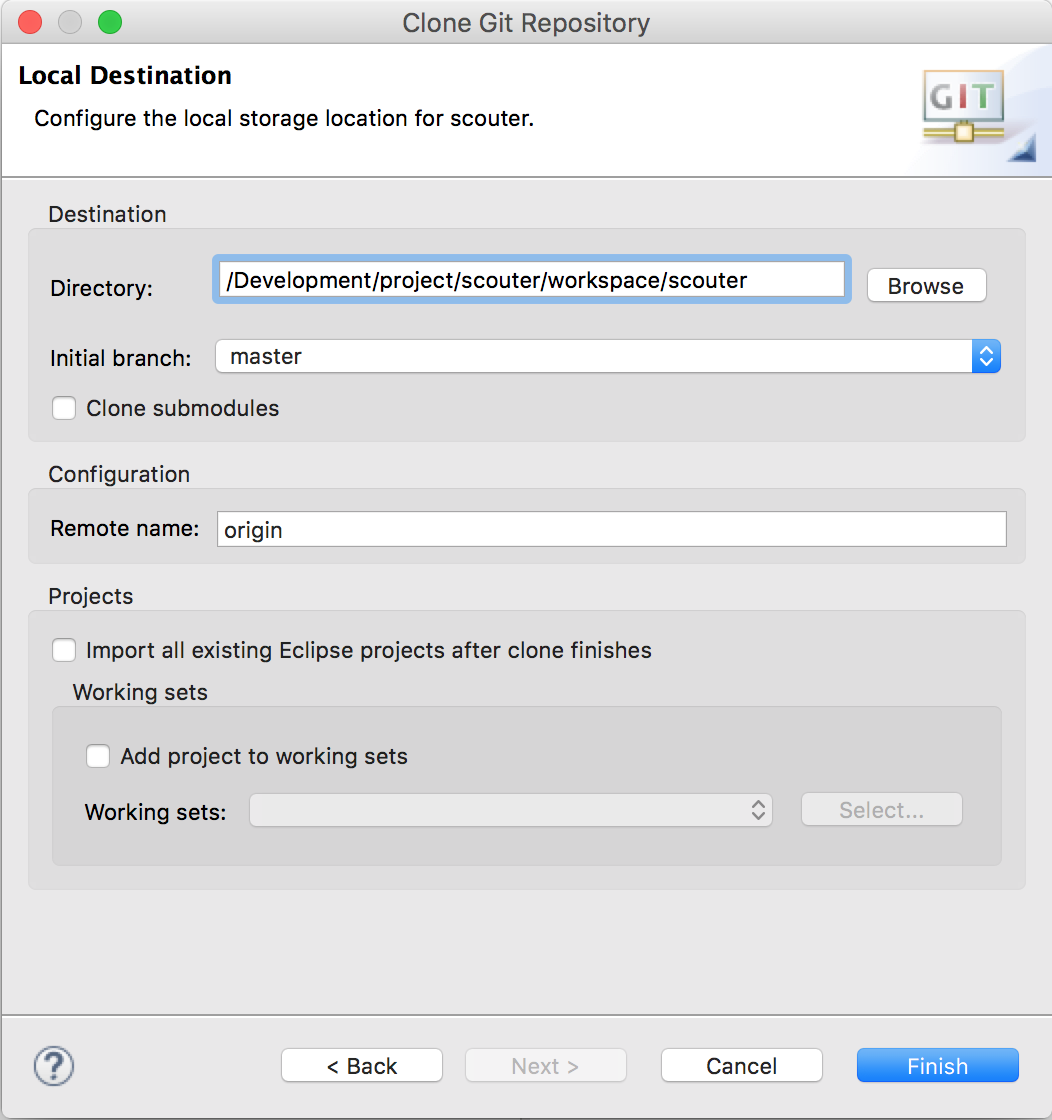 Clone Git Repository
Local Destination
Configure the local storage location for scouter.
GIT
Destination
Directory: /Development/project/scouter/workspace/scouter Browse
Initial branch: master
Clone submodules
Configuration
Remote name: origin
Projects
Import all existing Eclipse projects after clone finishes
Working sets
Add project to working sets
Working sets: Select...
? < Back Next > Cancel Finish